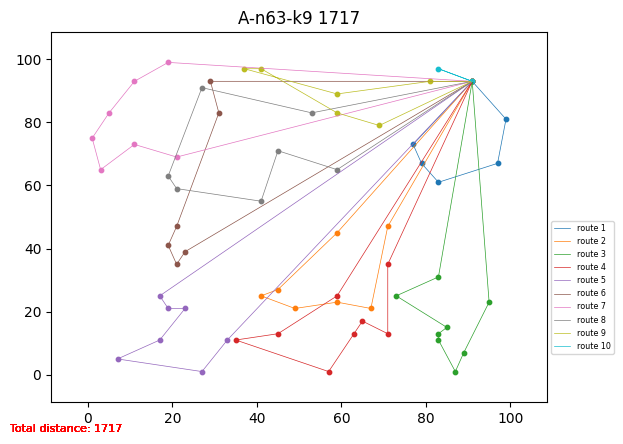 A-n63-k9 1717
100
80
60
40
20
0
0 20 40 60 80 100
route 1
route 2
route 3
route 4
route 5
route 6
route 7
route 8
route 9
route 10
Total distance: 1717